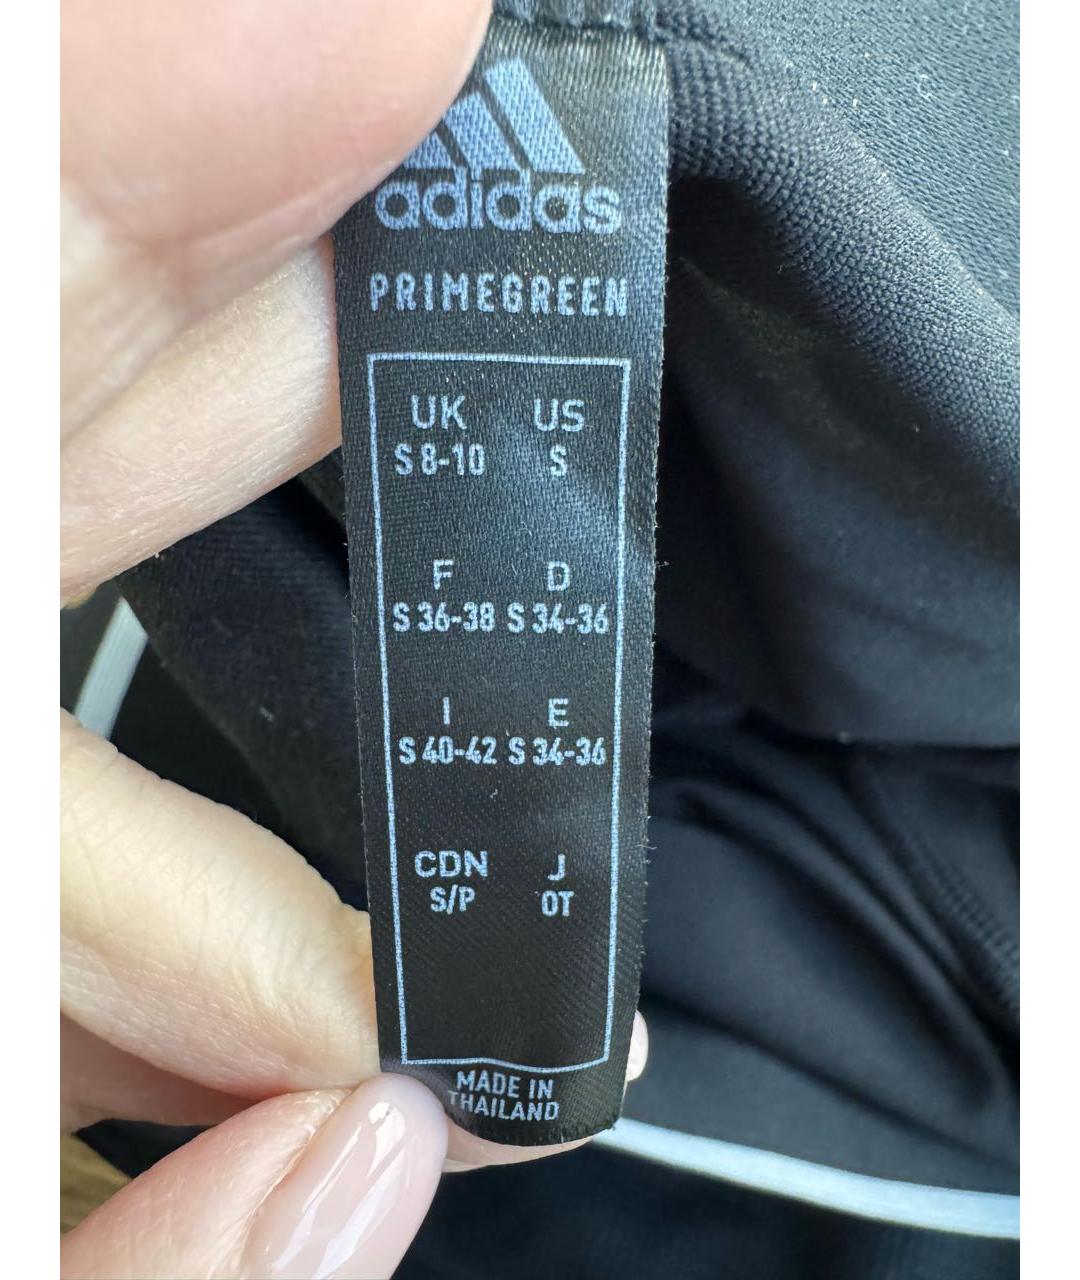 adidas
PRIMEGREEN
UK US
S 8-10 S
F D
S 36-38 S 34-36
I E
S 40-42 S 34-36
CDN J
S/P OT
MADE IN
THAILAND